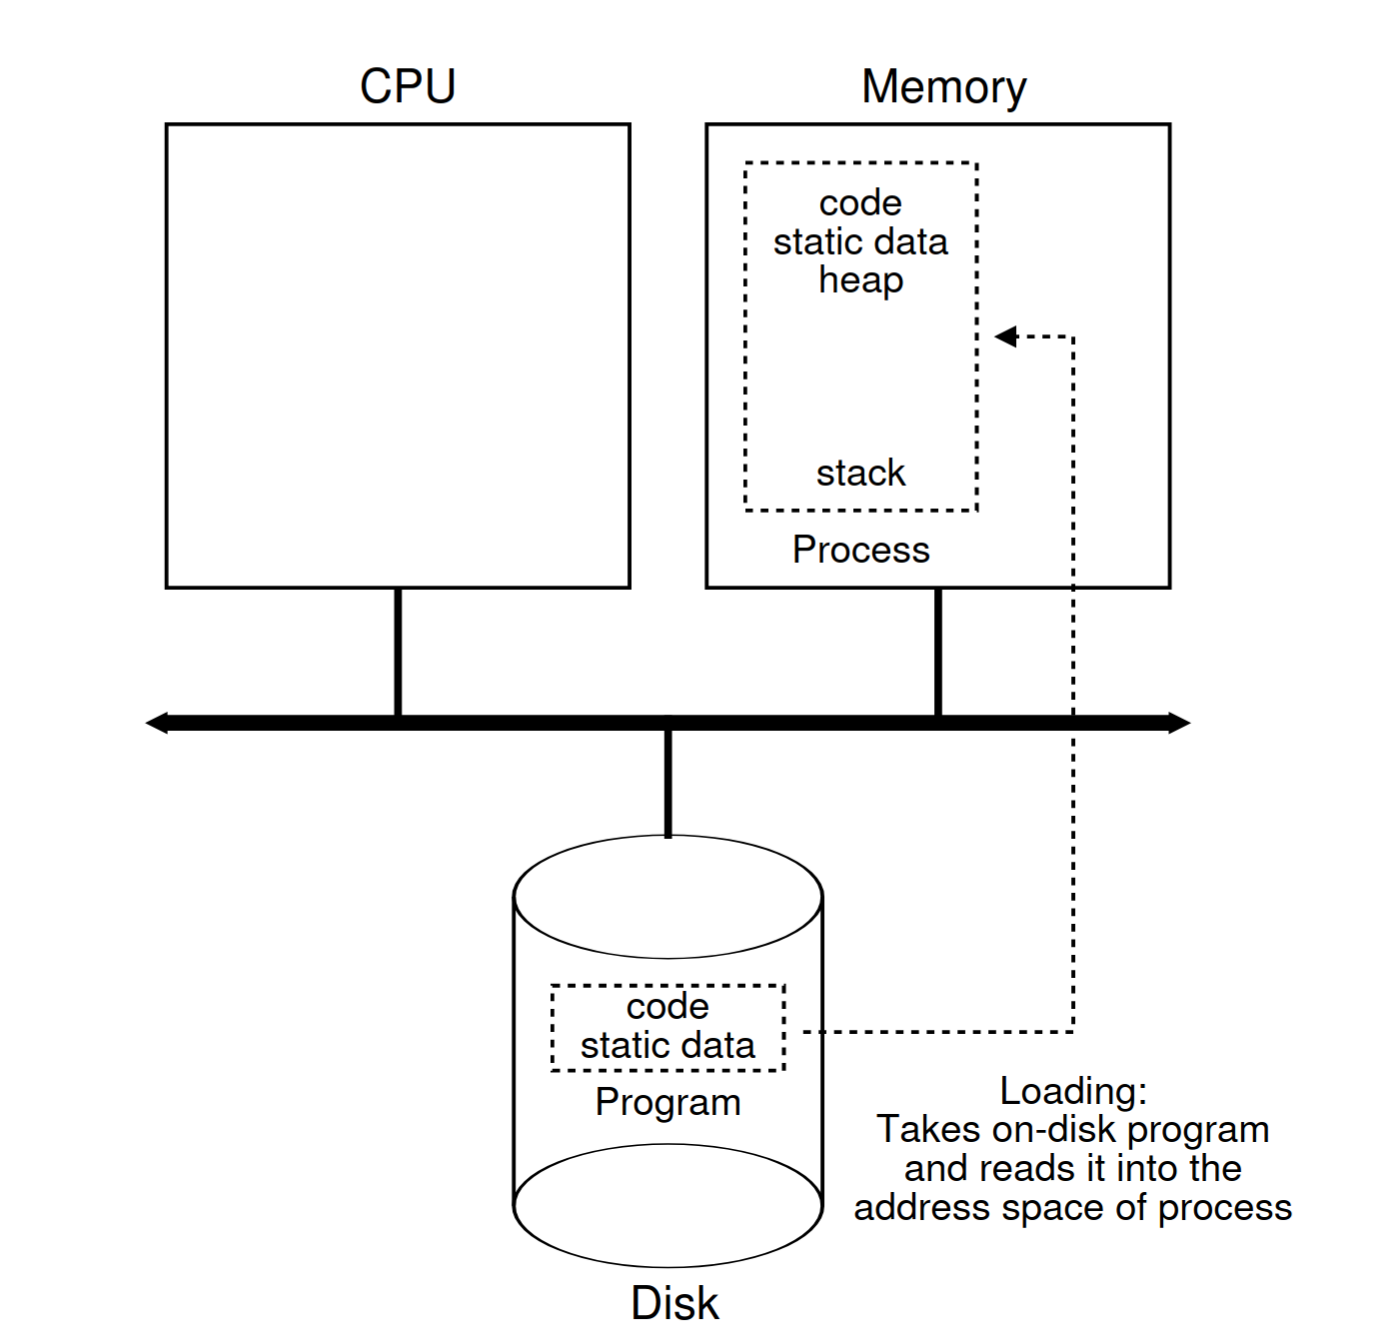 CPU
Memory
code
static data
heap
stack
Process
code
static data
Program
Loading:
Takes on-disk program
and reads it into the
address space of process
Disk